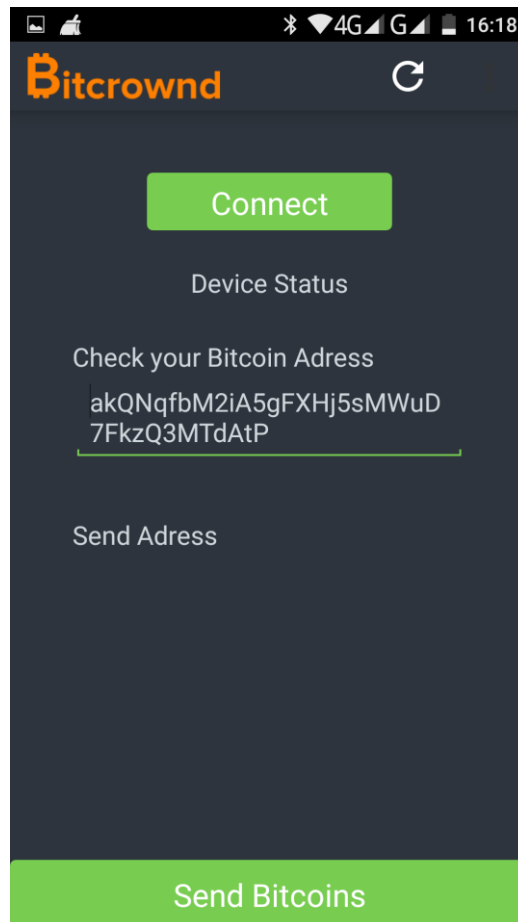 4G G 16:18
Bitcrownd
Connect
Device Status
Check your Bitcoin Adress
akQNqfbM2iA5gFXHj5sMWuD
7FkzQ3MTdAtP
Send Adress
Send Bitcoins